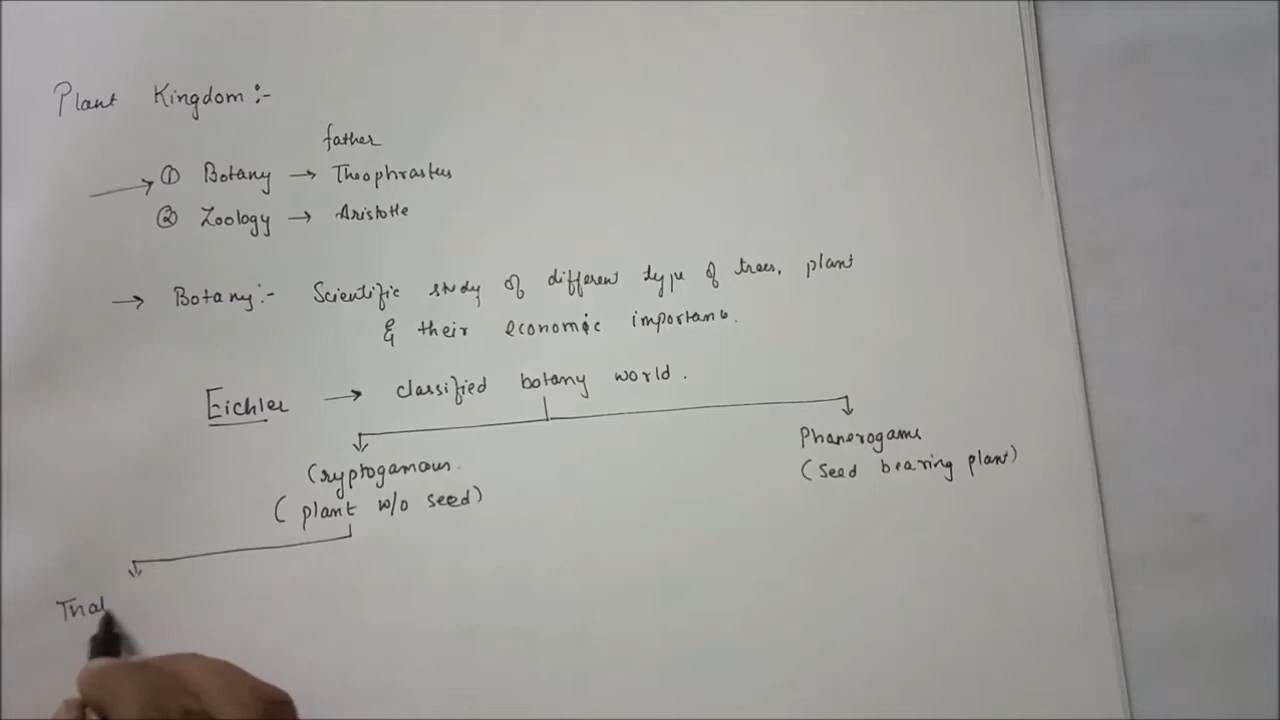 Plant Kingdom :-
father
① Botany → Theophrastus
② Zoology → Aristotle
→ Botany :- Scientific study of different type of trees, plant
& their economic importance.
Eichler → classified botany world.
Cryptogamous.
(plant w/o seed)
Phanerogams
(seed bearing plant)
Thal